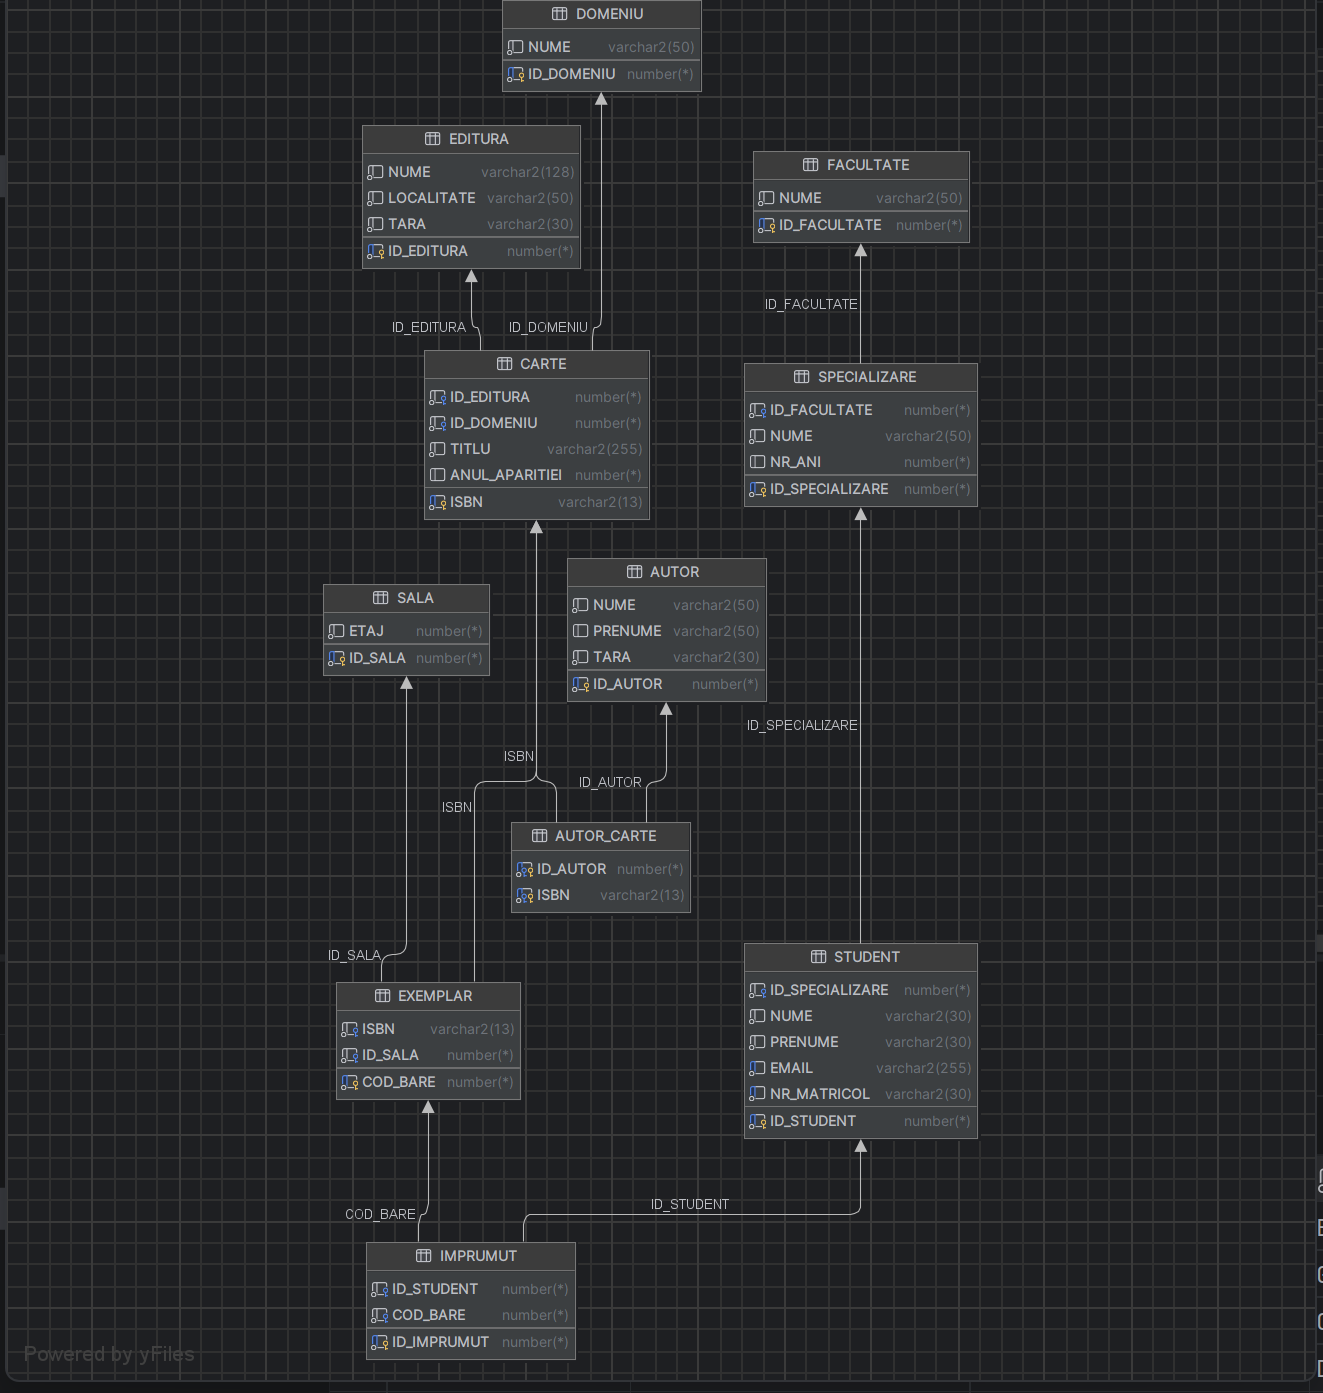 DOMENIU
NUME varchar2(50)
ID_DOMENIU number(*)
EDITURA
NUME varchar2(128)
LOCALITATE varchar2(50)
TARA varchar2(30)
ID_EDITURA number(*)
FACULTATE
NUME varchar2(50)
ID_FACULTATE number(*)
ID_FACULTATE
ID_EDITURA
ID_DOMENIU
CARTE
ID_EDITURA number(*)
ID_DOMENIU number(*)
TITLU varchar2(255)
ANUL_APARITIEI number(*)
ISBN varchar2(13)
SPECIALIZARE
ID_FACULTATE number(*)
NUME varchar2(50)
NR_ANI number(*)
ID_SPECIALIZARE number(*)
SALA
ETAJ number(*)
ID_SALA number(*)
AUTOR
NUME varchar2(50)
PRENUME varchar2(50)
TARA varchar2(30)
ID_AUTOR number(*)
ID_SPECIALIZARE
ISBN
ID_AUTOR
ISBN
AUTOR_CARTE
ID_AUTOR number(*)
ISBN varchar2(13)
ID_SALA
EXEMPLAR
ISBN varchar2(13)
ID_SALA number(*)
COD_BARE number(*)
STUDENT
ID_SPECIALIZARE number(*)
NUME varchar2(30)
PRENUME varchar2(30)
EMAIL varchar2(255)
NR_MATRICOL varchar2(30)
ID_STUDENT number(*)
ID_STUDENT
COD_BARE
IMPRUMUT
ID_STUDENT number(*)
COD_BARE number(*)
ID_IMPRUMUT number(*)
Powered by yFiles